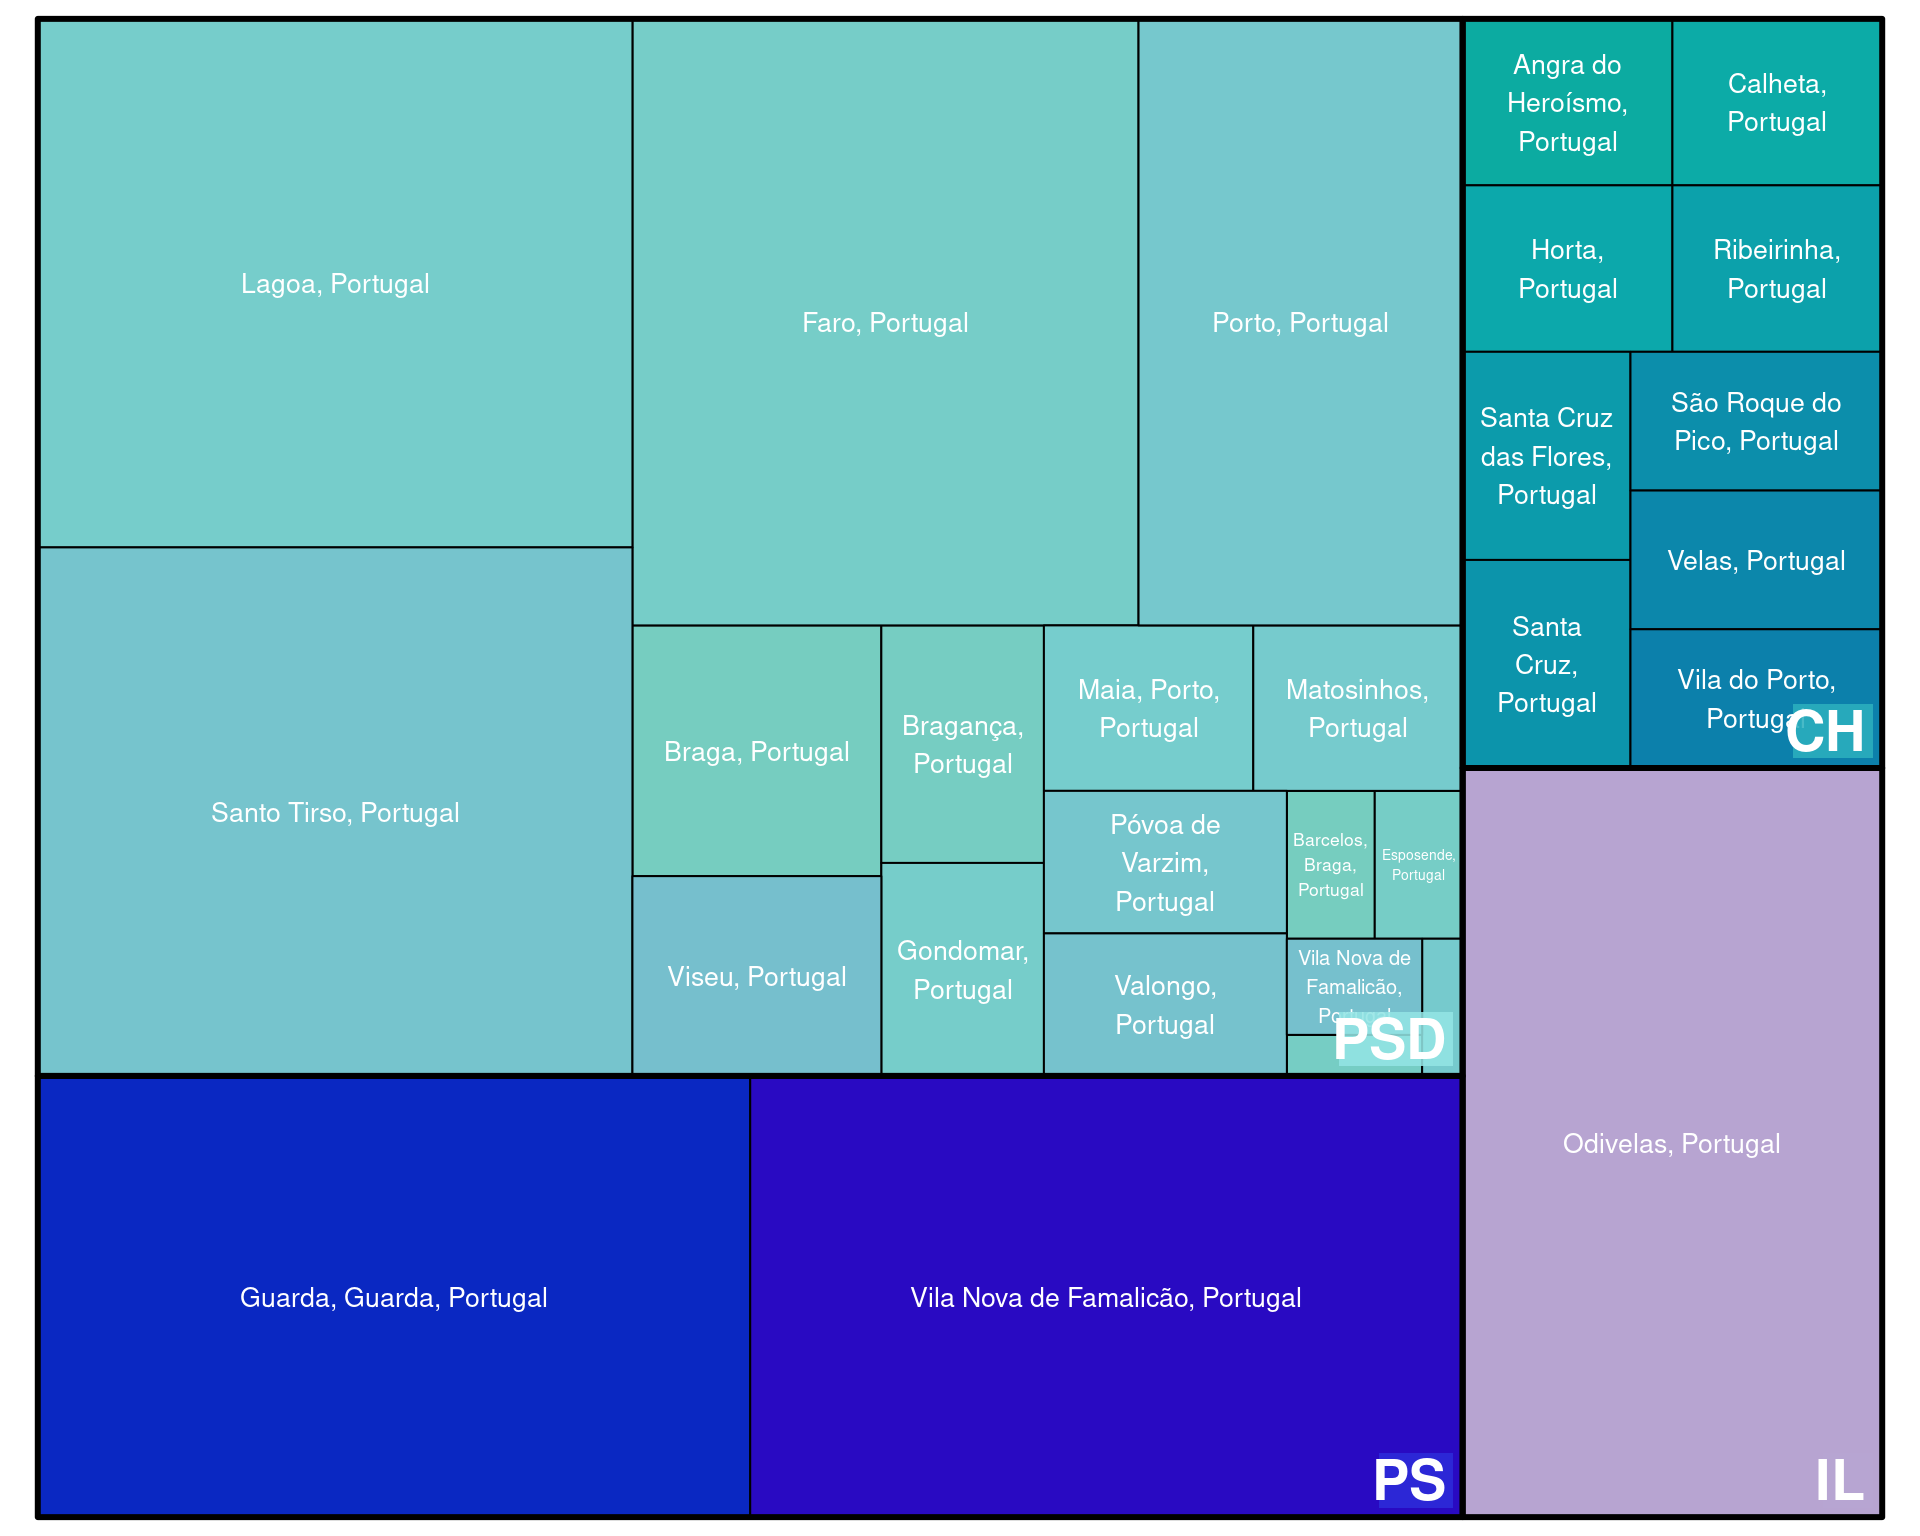 Lagoa, Portugal
Faro, Portugal
Porto, Portugal
Santo Tirso, Portugal
Braga, Portugal
Bragança,
Portugal
Maia, Porto,
Portugal
Matosinhos,
Portugal
Viseu, Portugal
Gondomar,
Portugal
Póvoa de
Varzim,
Portugal
Valongo,
Portugal
Barcelos,
Braga,
Portugal
Esposende,
Portugal
Vila Nova de
Famalicão,
Portugal
PSD
Guarda, Guarda, Portugal
Vila Nova de Famalicão, Portugal
PS
Angra do
Heroísmo,
Portugal
Calheta,
Portugal
Horta,
Portugal
Ribeirinha,
Portugal
Santa Cruz
das Flores,
Portugal
São Roque do
Pico, Portugal
Velas, Portugal
Santa
Cruz,
Portugal
Vila do Porto,
Portugal
CH
Odivelas, Portugal
IL